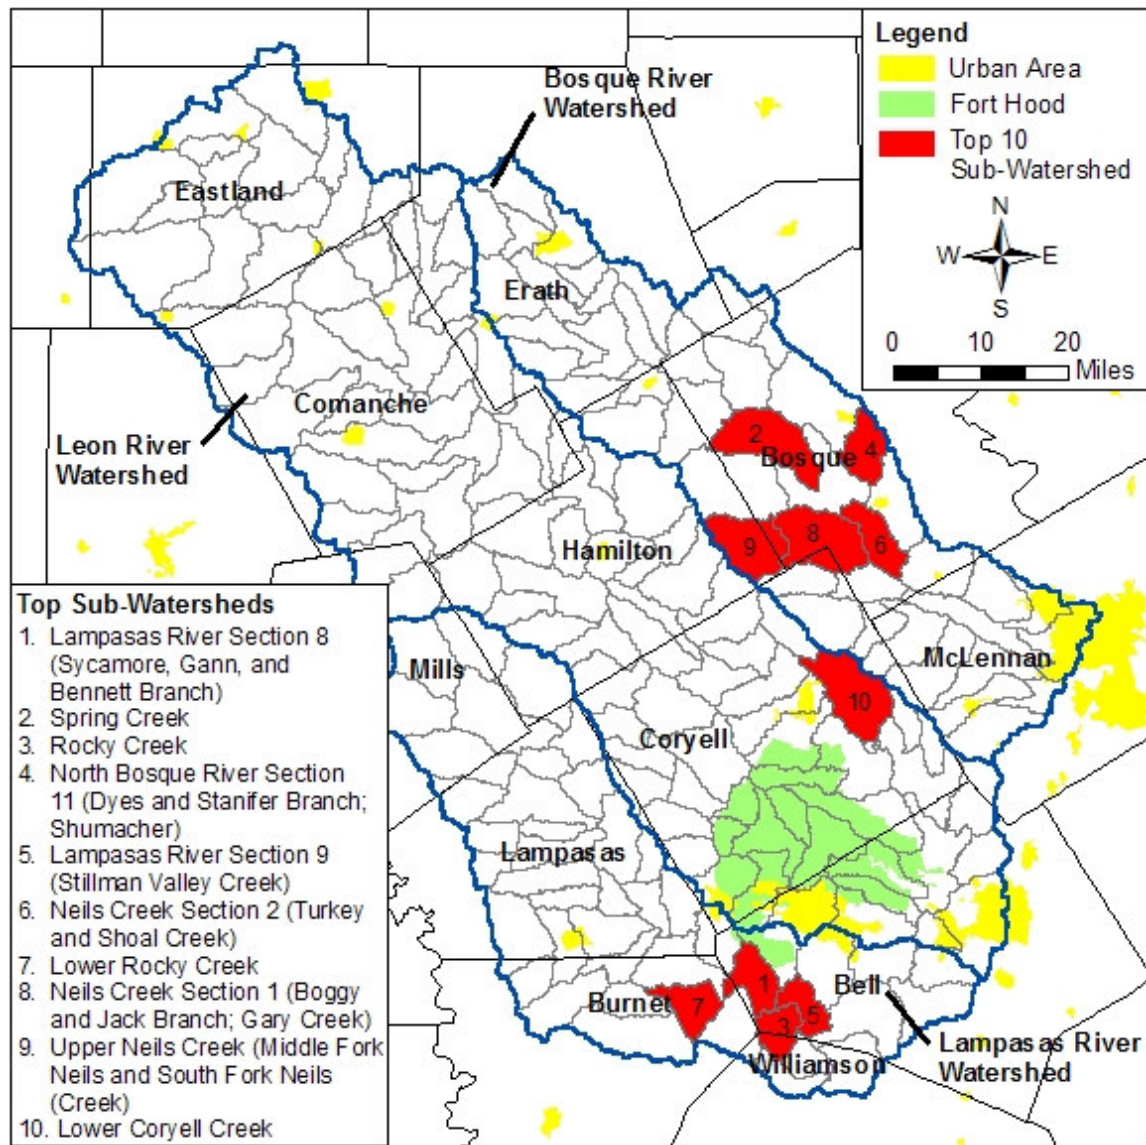 Legend
Urban Area
Fort Hood
Top 10
Sub-Watershed
N
W E
S
0 10 20
Miles
Bosque River
Watershed
Eastland
Erath
Comanche
Leon River
Watershed
2
4
Bosque
9
8
6
Hamilton
McLennan
Mills
10
Coryell
Lampasas
1
Bell
Burnet
7
5
3
Williamson
Lampasas River
Watershed
Top Sub-Watersheds
1. Lampasas River Section 8
(Sycamore, Gann, and
Bennett Branch)
2. Spring Creek
3. Rocky Creek
4. North Bosque River Section
11 (Dyes and Stanifer Branch;
Shumacher)
5. Lampasas River Section 9
(Stillman Valley Creek)
6. Neils Creek Section 2 (Turkey
and Shoal Creek)
7. Lower Rocky Creek
8. Neils Creek Section 1 (Boggy
and Jack Branch; Gary Creek)
9. Upper Neils Creek (Middle Fork
Neils and South Fork Neils
(Creek)
10. Lower Coryell Creek